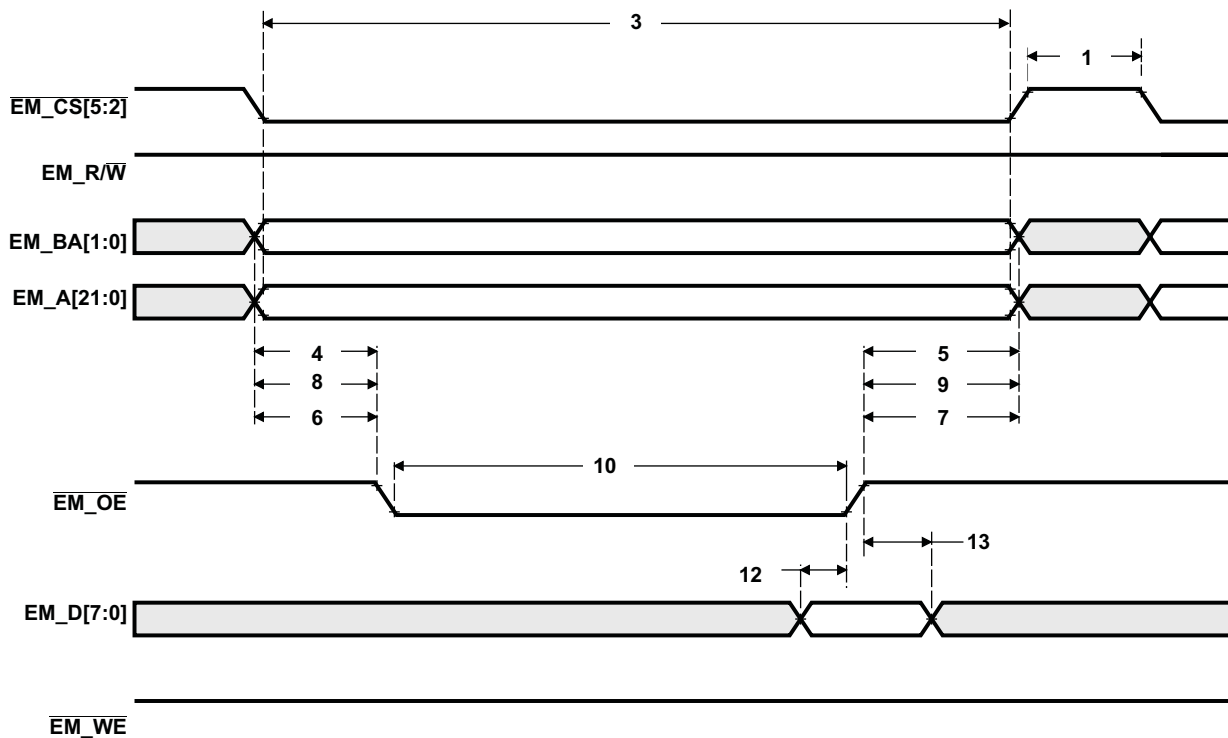 3
1
EM_CS[5:2]
EM_R/W
EM_BA[1:0]
EM_A[21:0]
4 5
8 9
6 7
10
EM_OE
13
12
EM_D[7:0]
EM_WE